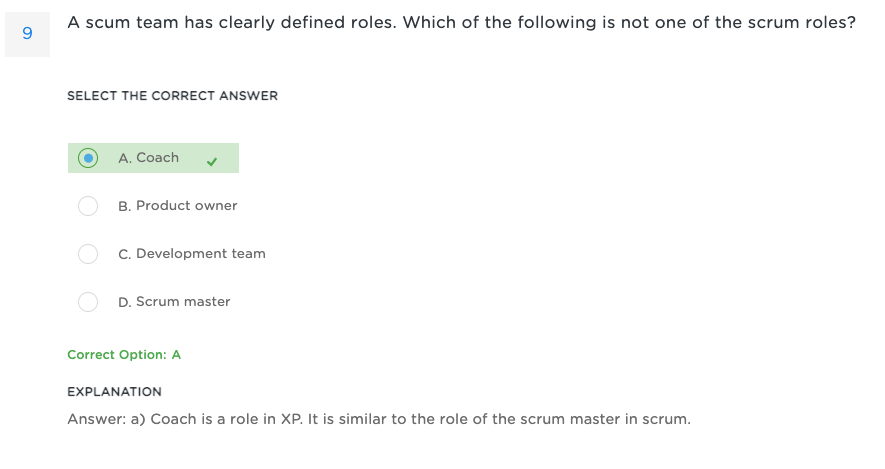 9
A scum team has clearly defined roles. Which of the following is not one of the scrum roles?
SELECT THE CORRECT ANSWER
A. Coach
B. Product owner
C. Development team
D. Scrum master
Correct Option: A
EXPLANATION
Answer: a) Coach is a role in XP. It is similar to the role of the scrum master in scrum.